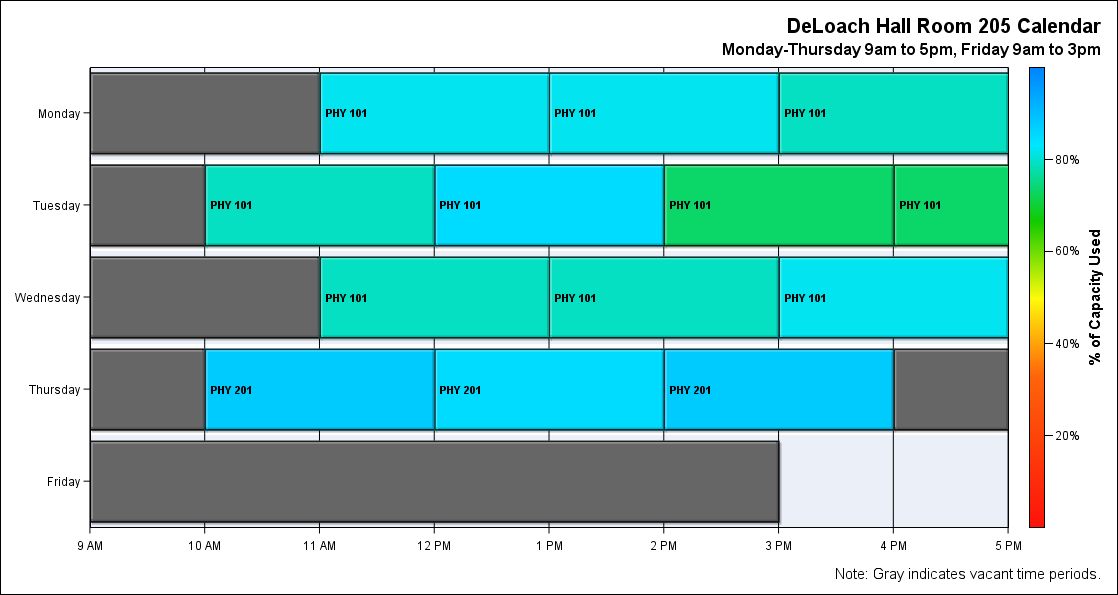 DeLoach Hall Room 205 Calendar
Monday-Thursday 9am to 5pm, Friday 9am to 3pm
Monday
PHY 101
PHY 101
PHY 101
Tuesday
PHY 101
PHY 101
PHY 101
PHY 101
Wednesday
PHY 101
PHY 101
PHY 101
Thursday
PHY 201
PHY 201
PHY 201
Friday
9 AM
10 AM
11 AM
12 PM
1 PM
2 PM
3 PM
4 PM
5 PM
80%
60%
40%
20%
% of Capacity Used
Note: Gray indicates vacant time periods.